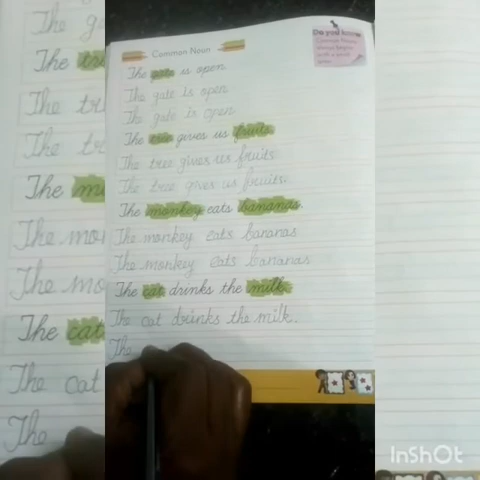 Common Noun
Do you know
The gate is open
The gate is open
The gate is open
The tree gives us fruits.
The tree gives us fruits
The tree gives us fruits.
The monkey eats bananas
The monkey eats bananas
The monkey eats bananas
The cat drinks the milk.
The cat drinks the milk.
The
InShOt